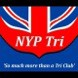 NYP Tri
'So much more than a Tri Club'